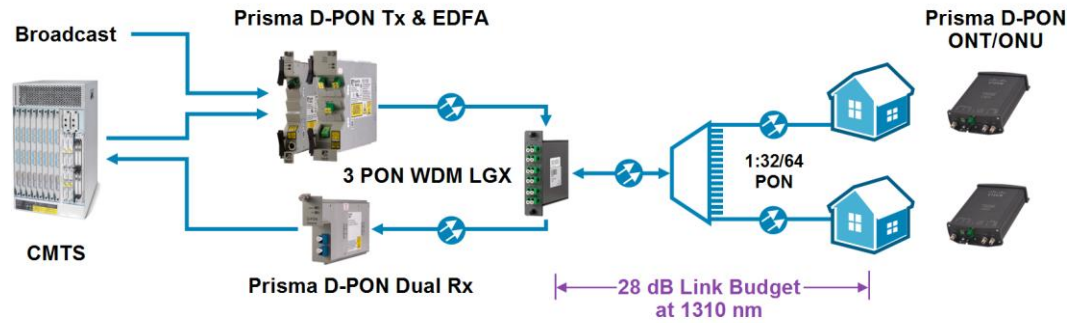 Prisma D-PON Tx & EDFA
Prisma D-PON
ONT/ONU
Broadcast
3 PON WDM LGX
1:32/64
PON
CMTS
Prisma D-PON Dual Rx
28 dB Link Budget
at 1310 nm